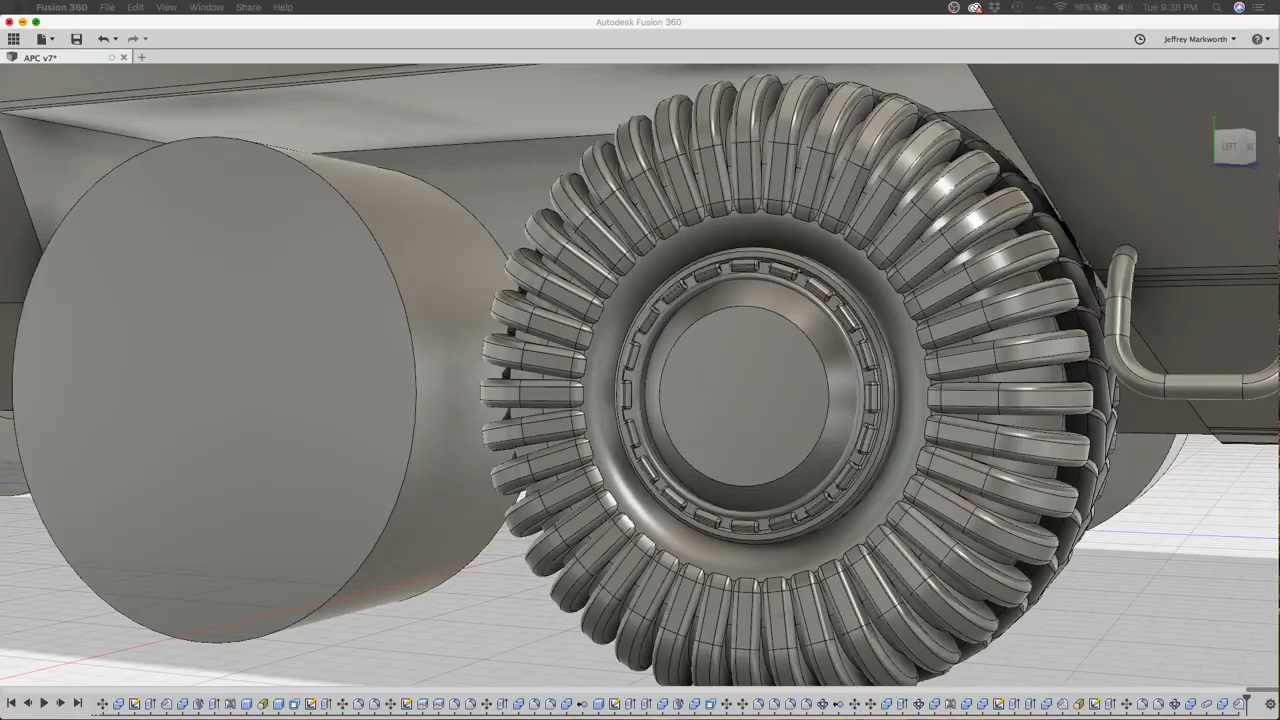 Fusion 360 File Edit View Window Share Help 98% Tue 9:38 PM
Autodesk Fusion 360
Jeffrey Markworth
APC v7*
LEFT